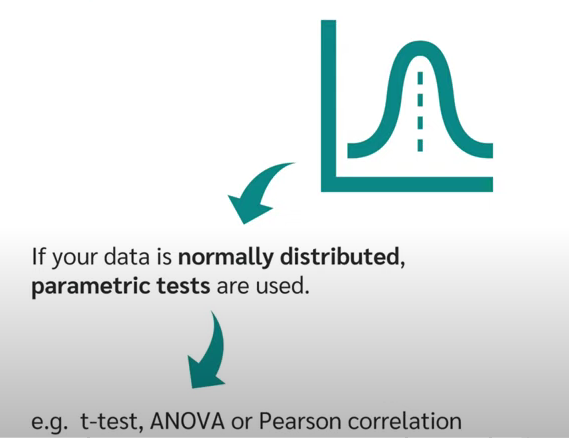 If your data is normally distributed,
parametric tests are used.
e.g. t-test, ANOVA or Pearson correlation